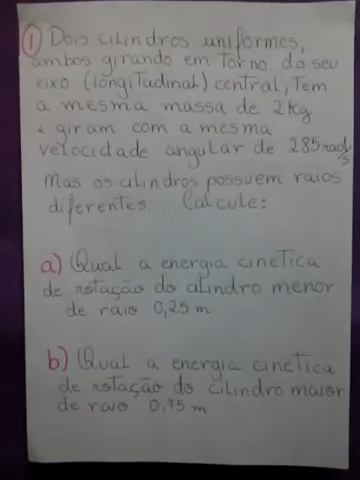 1 Dois cilindros uniformes,
ambos girando em torno do seu
eixo (longitudinal) central, tem
a mesma massa de 2Kg
e giram com a mesma
velocidade angular de 285 rad/s
Mas os cilindros possuem raios
diferentes. Calcule:
a) Qual a energia cinetica
de rotação do cilindro menor
de raio 0,25 m
b) Qual a energia cinetica
de rotação do cilindro maior
de raio 0,75 m